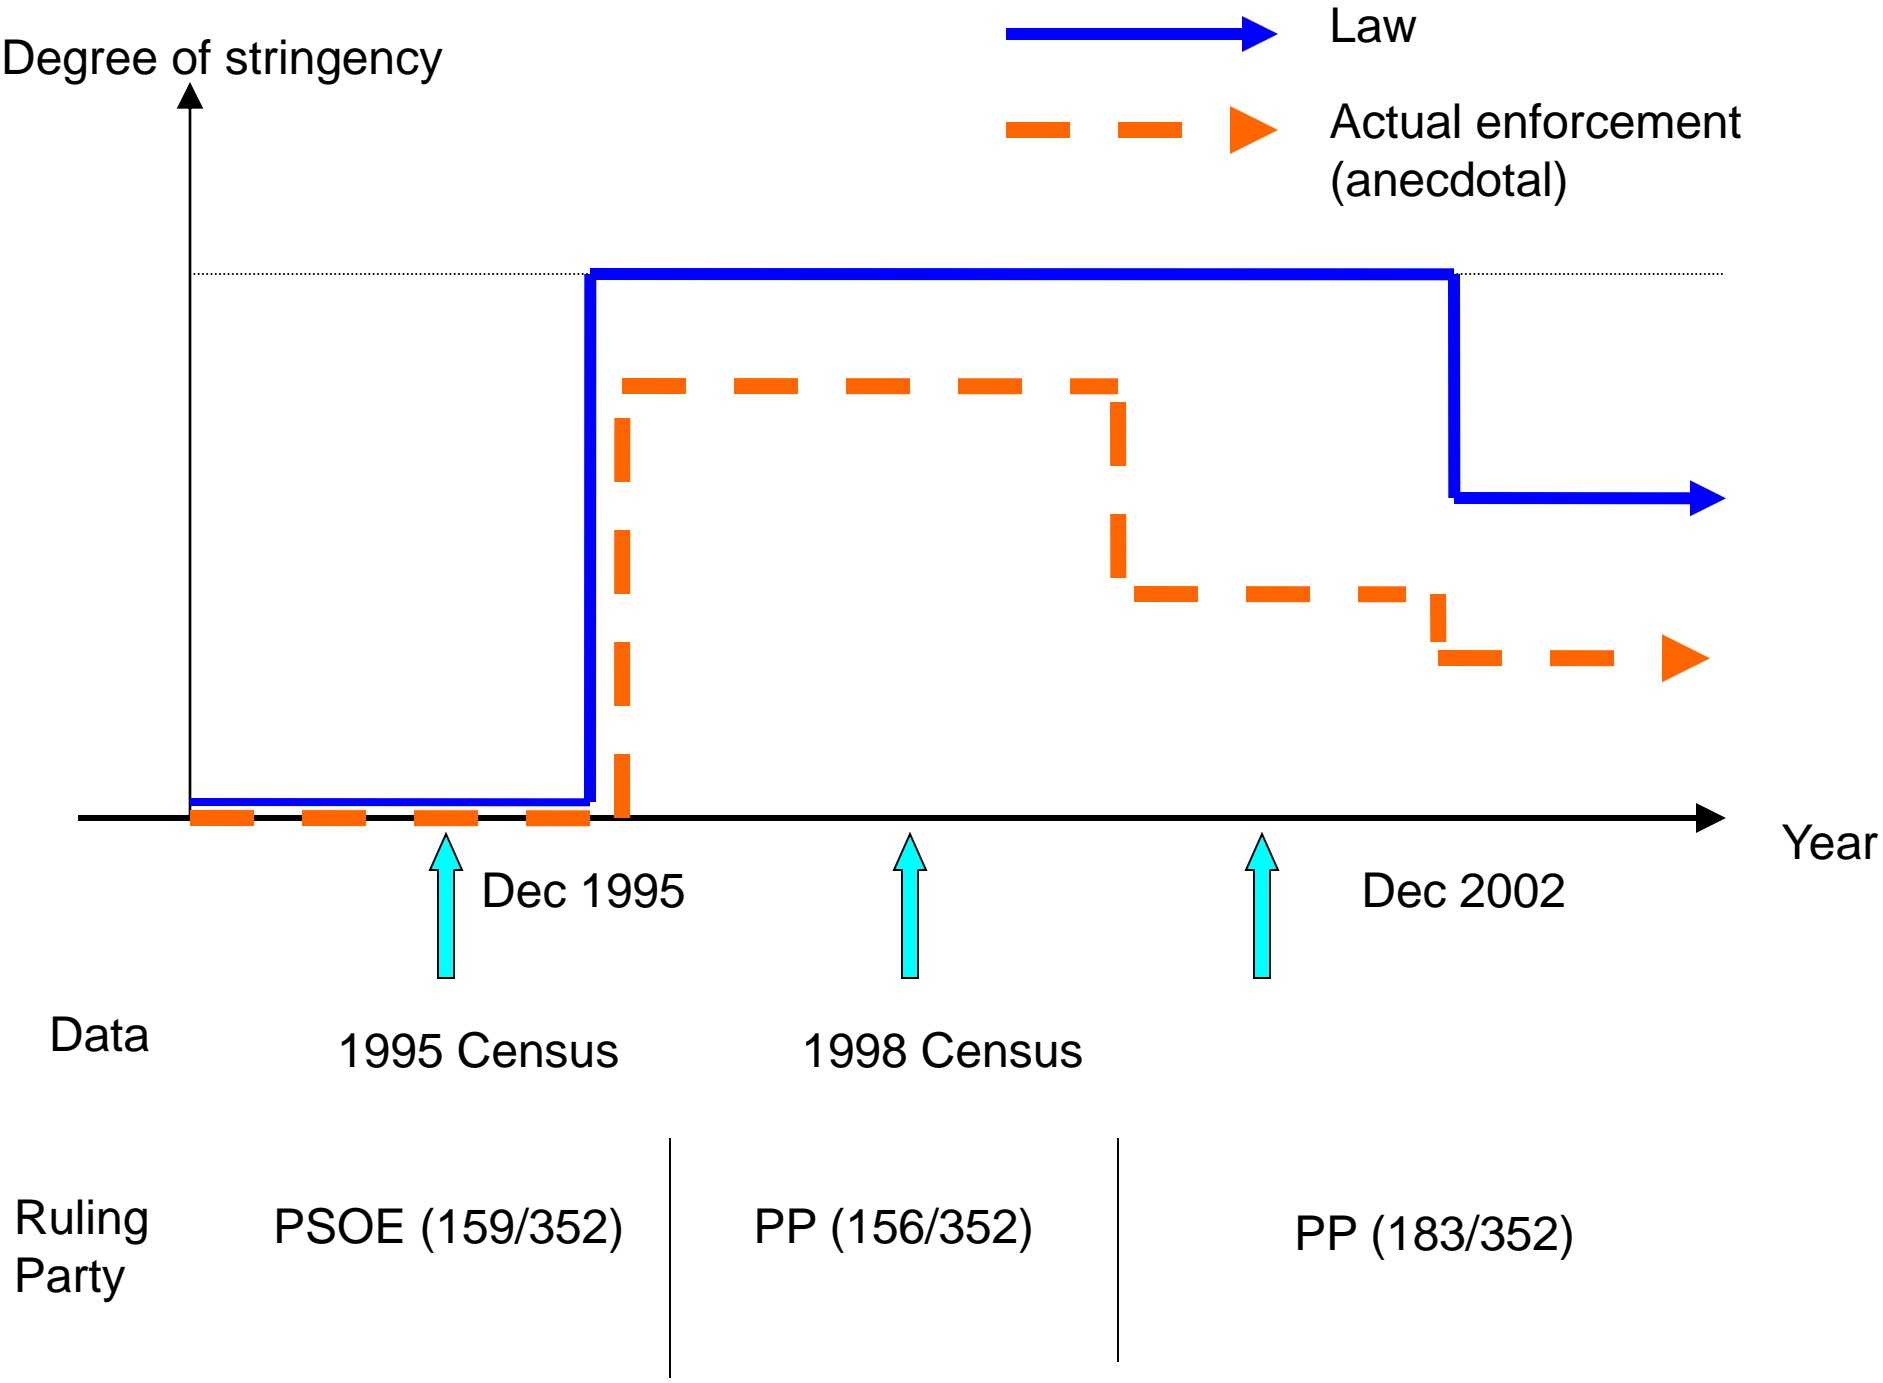 Law
Degree of stringency
Actual enforcement
(anecdotal)
Year
Dec 1995
Dec 2002
Data
1995 Census
1998 Census
Ruling
Party
PSOE (159/352)
PP (156/352)
PP (183/352)